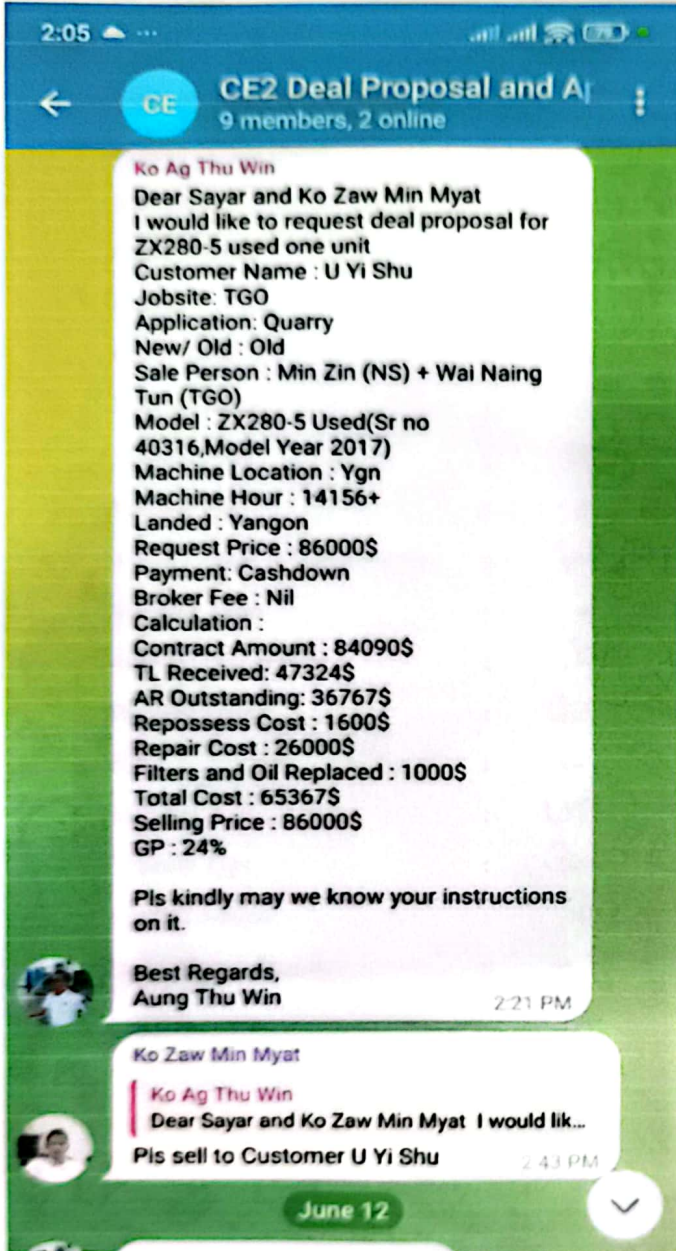 2:05
CE
CE2 Deal Proposal and Ap
9 members, 2 online
Ko Ag Thu Win
Dear Sayar and Ko Zaw Min Myat
I would like to request deal proposal for
ZX280-5 used one unit
Customer Name : U Yi Shu
Jobsite: TGO
Application: Quarry
New/ Old : Old
Sale Person : Min Zin (NS) + Wai Naing
Tun (TGO)
Model : ZX280-5 Used(Sr no
40316,Model Year 2017)
Machine Location : Ygn
Machine Hour : 14156+
Landed : Yangon
Request Price : 86000$
Payment: Cashdown
Broker Fee : Nil
Calculation :
Contract Amount : 84090$
TL Received: 47324$
AR Outstanding: 36767$
Repossess Cost : 1600$
Repair Cost : 26000$
Filters and Oil Replaced : 1000$
Total Cost : 65367$
Selling Price : 86000$
GP : 24%
Pls kindly may we know your instructions
on it.
Best Regards,
Aung Thu Win
2:21 PM
Ko Zaw Min Myat
Ko Ag Thu Win
Dear Sayar and Ko Zaw Min Myat I would lik...
Pls sell to Customer U Yi Shu
2:43 PM
June 12